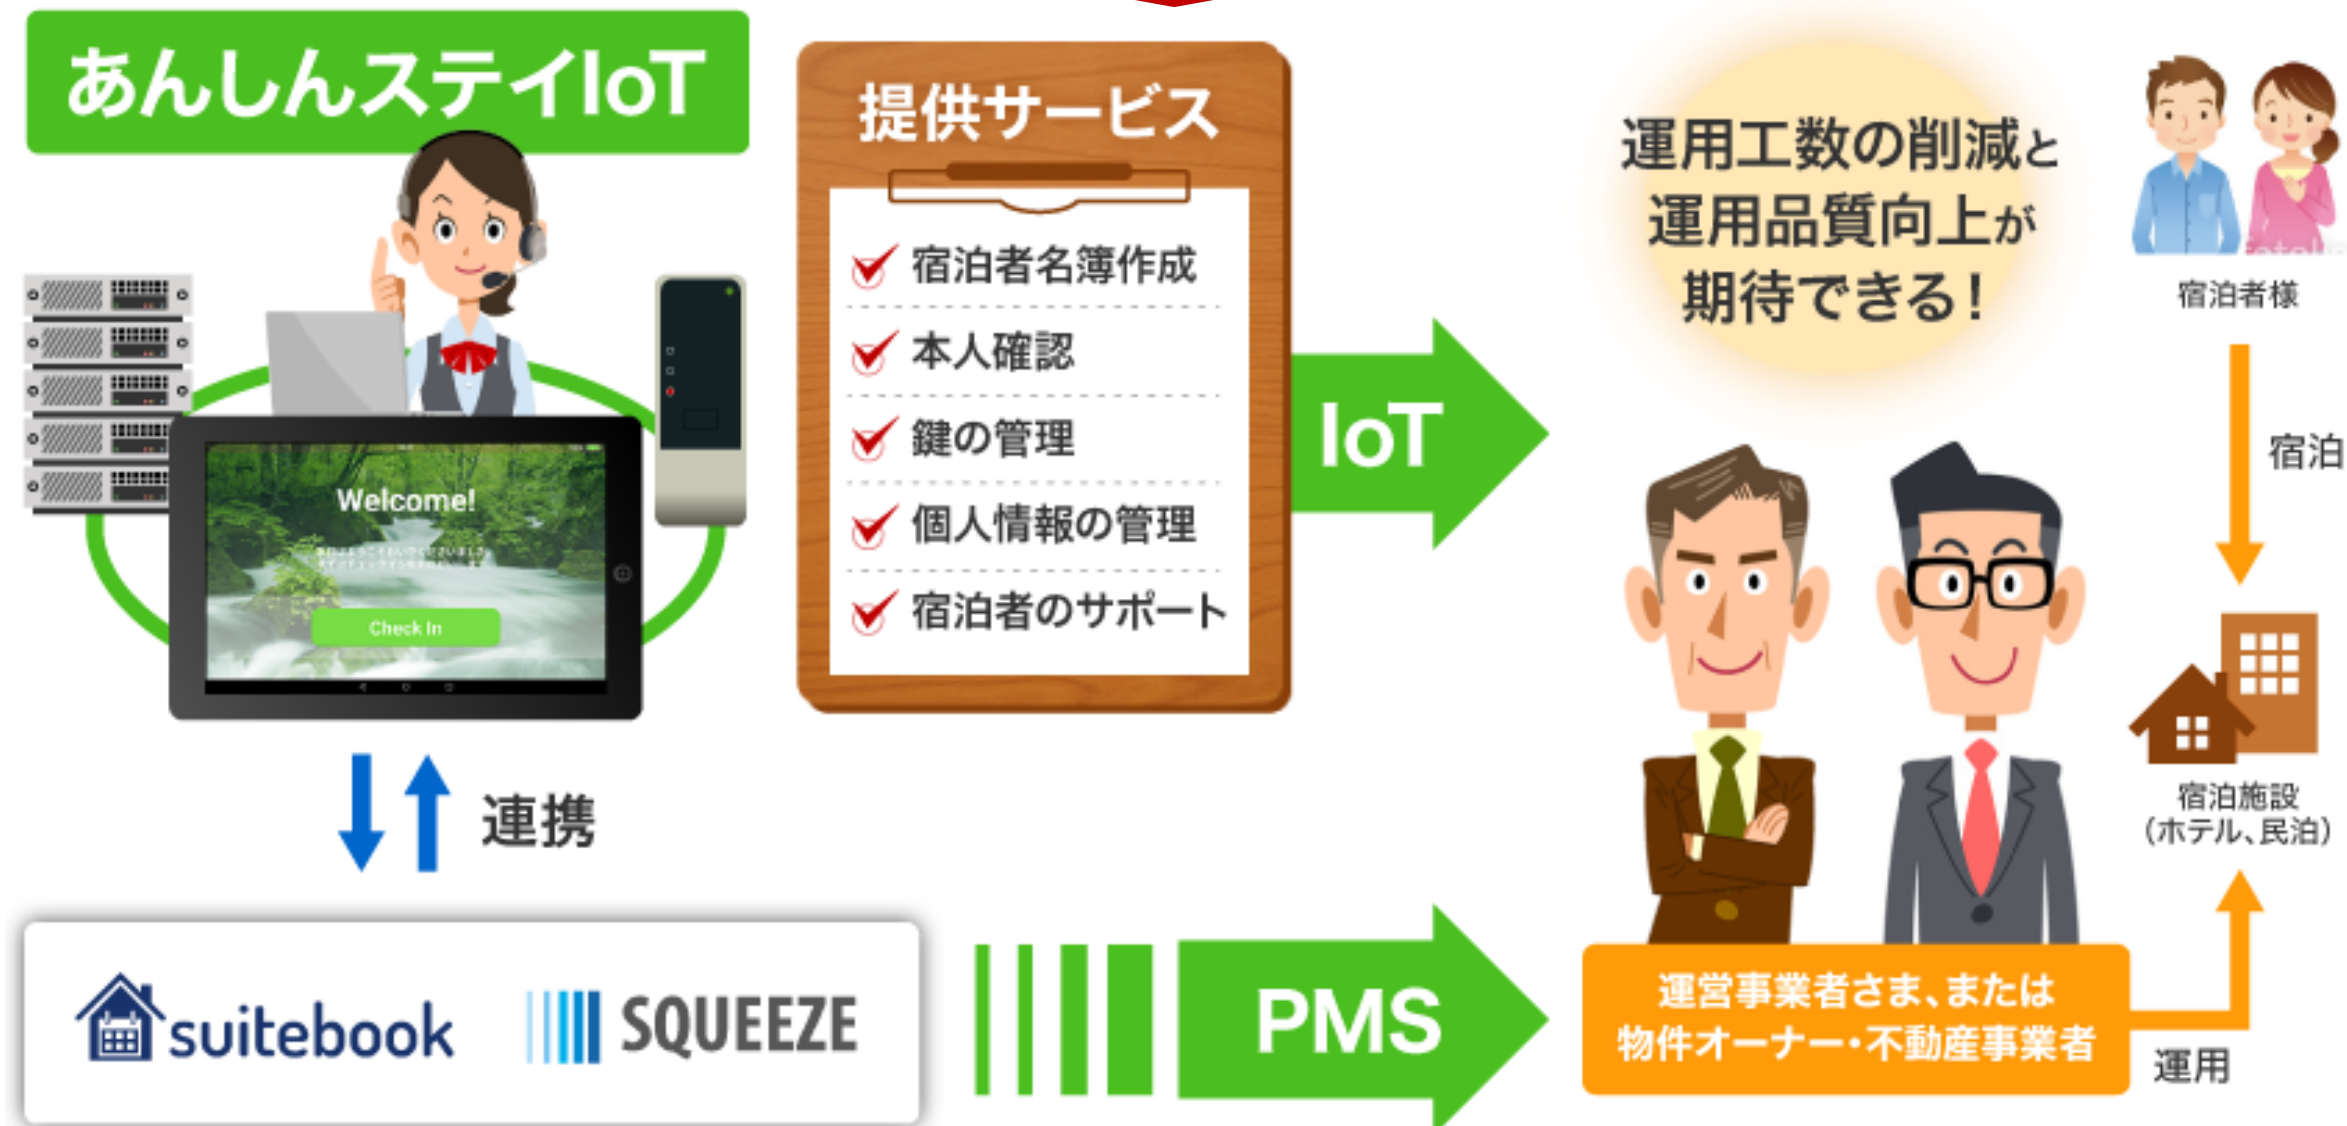 あんしんステイIoT
提供サービス
宿泊者名簿作成
本人確認
鍵の管理
個人情報の管理
宿泊者のサポート
Welcome!
Check In
IoT
運用工数の削減と
運用品質向上が
期待できる!
宿泊者様
宿泊
宿泊施設
(ホテル、民泊)
連携
suitebook
SQUEEZE
PMS
運営事業者さま、または
物件オーナー・不動産事業者
運用